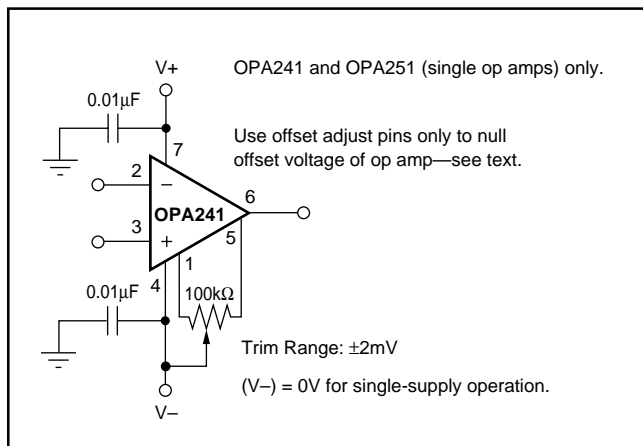 V+
OPA241 and OPA251 (single op amps) only.
0.01µF
Use offset adjust pins only to null
offset voltage of op amp—see text.
7
2
–
6
OPA241
3
+
5
1
4
0.01µF
100kΩ
Trim Range: ±2mV
(V–) = 0V for single-supply operation.
V–